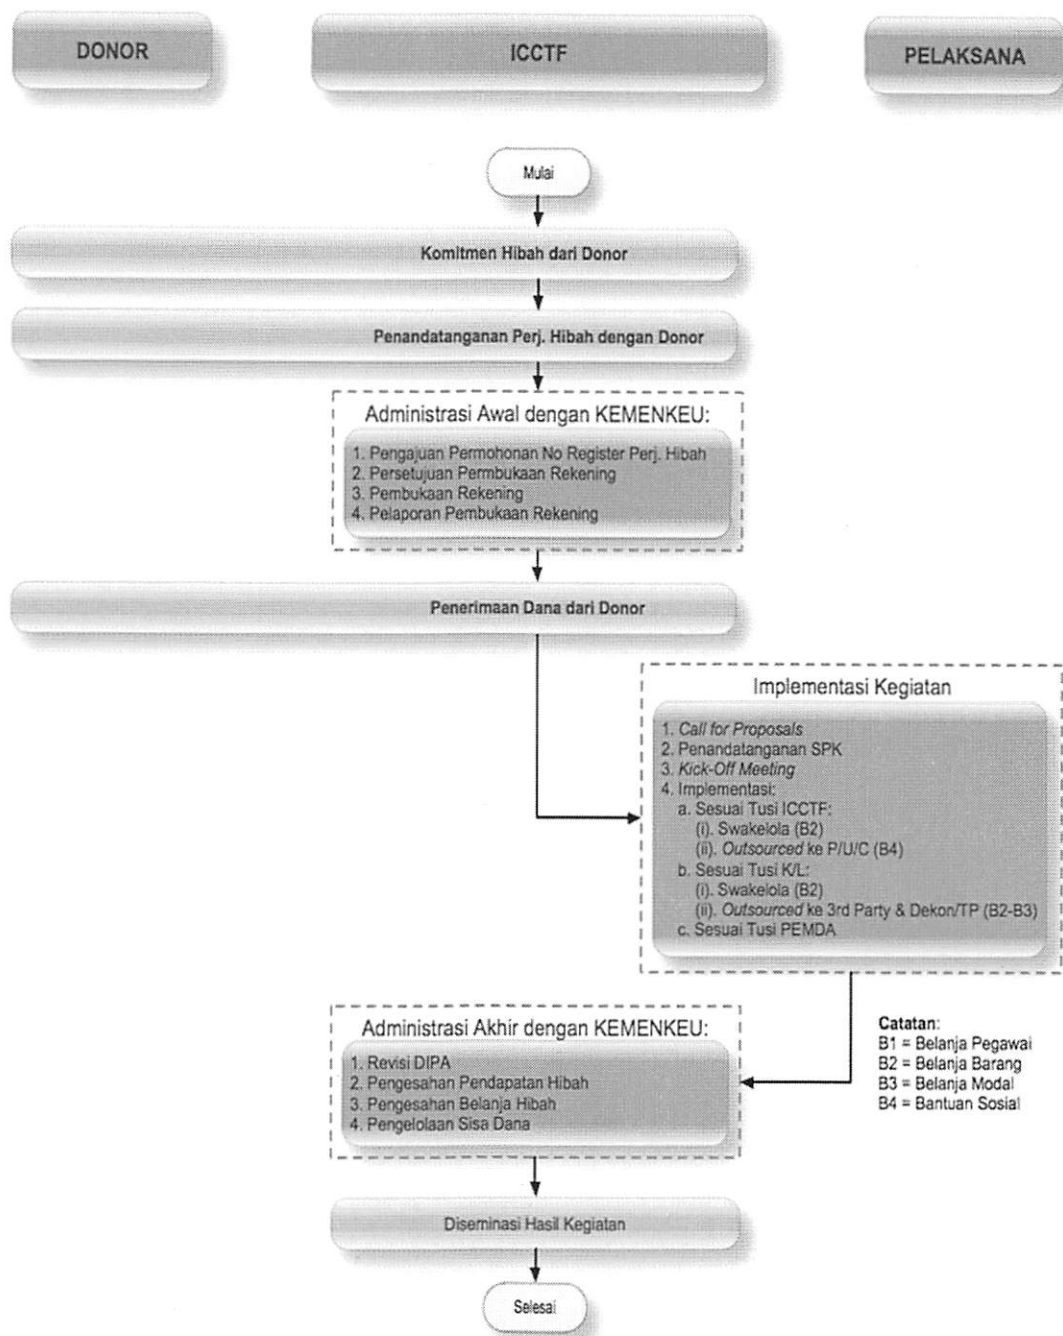 DONOR
ICCTF
PELAKSANA
Mulai
Komitmen Hibah dari Donor
Penandatanganan Perj. Hibah dengan Donor
Administrasi Awal dengan KEMENKEU:
1. Pengajuan Permohonan No Register Perj. Hibah
2. Persetujuan Permbukaan Rekening
3. Pembukaan Rekening
4. Pelaporan Pembukaan Rekening
Penerimaan Dana dari Donor
Implementasi Kegiatan
1. Call for Proposals
2. Penandatanganan SPK
3. Kick-Off Meeting
4. Implementasi:
a. Sesuai Tusi ICCTF:
(i). Swakelola (B2)
(ii). Outsourced ke P/U/C (B4)
b. Sesuai Tusi K/L:
(i). Swakelola (B2)
(ii). Outsourced ke 3rd Party & Dekon/TP (B2-B3)
c. Sesuai Tusi PEMDA
Catatan:
B1 = Belanja Pegawai
B2 = Belanja Barang
B3 = Belanja Modal
B4 = Bantuan Sosial
Administrasi Akhir dengan KEMENKEU:
1. Revisi DIPA
2. Pengesahan Pendapatan Hibah
3. Pengesahan Belanja Hibah
4. Pengelolaan Sisa Dana
Diseminasi Hasil Kegiatan
Selesai